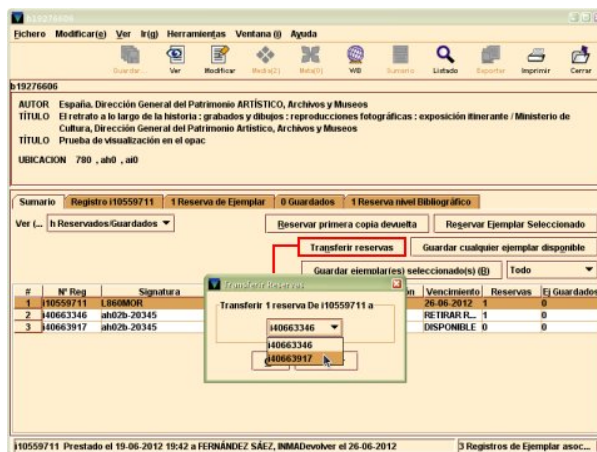 b19276606
Fichero Modificar(e) Ver Ir(g) Herramientas Ventana (i) Ayuda
Guardar... Ver Modificar Media(Z) Meta(9) WB Sumario Listado Exportar Imprimir Cerrar
b19276606
AUTOR España. Dirección General del Patrimonio ARTÍSTICO, Archivos y Museos
TÍTULO El retrato a lo largo de la historia : grabados y dibujos : reproducciones fotográficas : exposición itinerante / Ministerio de
Cultura, Dirección General del Patrimonio Artístico, Archivos y Museos
TÍTULO Prueba de visualización en el opac
UBICACION 780 , ah0 , ai0
Sumario Registro i10559711 1 Reserva de Ejemplar 0 Guardados 1 Reserva nivel Bibliográfico
Ver (... h Reservados/Guardados Reservar primera copia devuelta Reservar Ejemplar Seleccionado
Transferir reservas Guardar cualquier ejemplar disponible
Guardar ejemplar(es) seleccionado(s) (B) Todo
# Nº Reg Signatura Vencimiento Reservas Ej Guardados
1 i10559711 L860MOR 26-06-2012 1 0
2 i40663346 ah02b-20345 RETIRAR R... 1 0
3 i40663917 ah02b-20345 DISPONIBLE 0 0
Transferir Reservas
Transferir 1 reserva De i10559711 a
i40663346
i40663346
i40663917
i10559711 Prestado el 19-06-2012 19:42 a FERNÁNDEZ SÁEZ, INMADevolver el 26-06-2012 3 Registros de Ejemplar asoc...